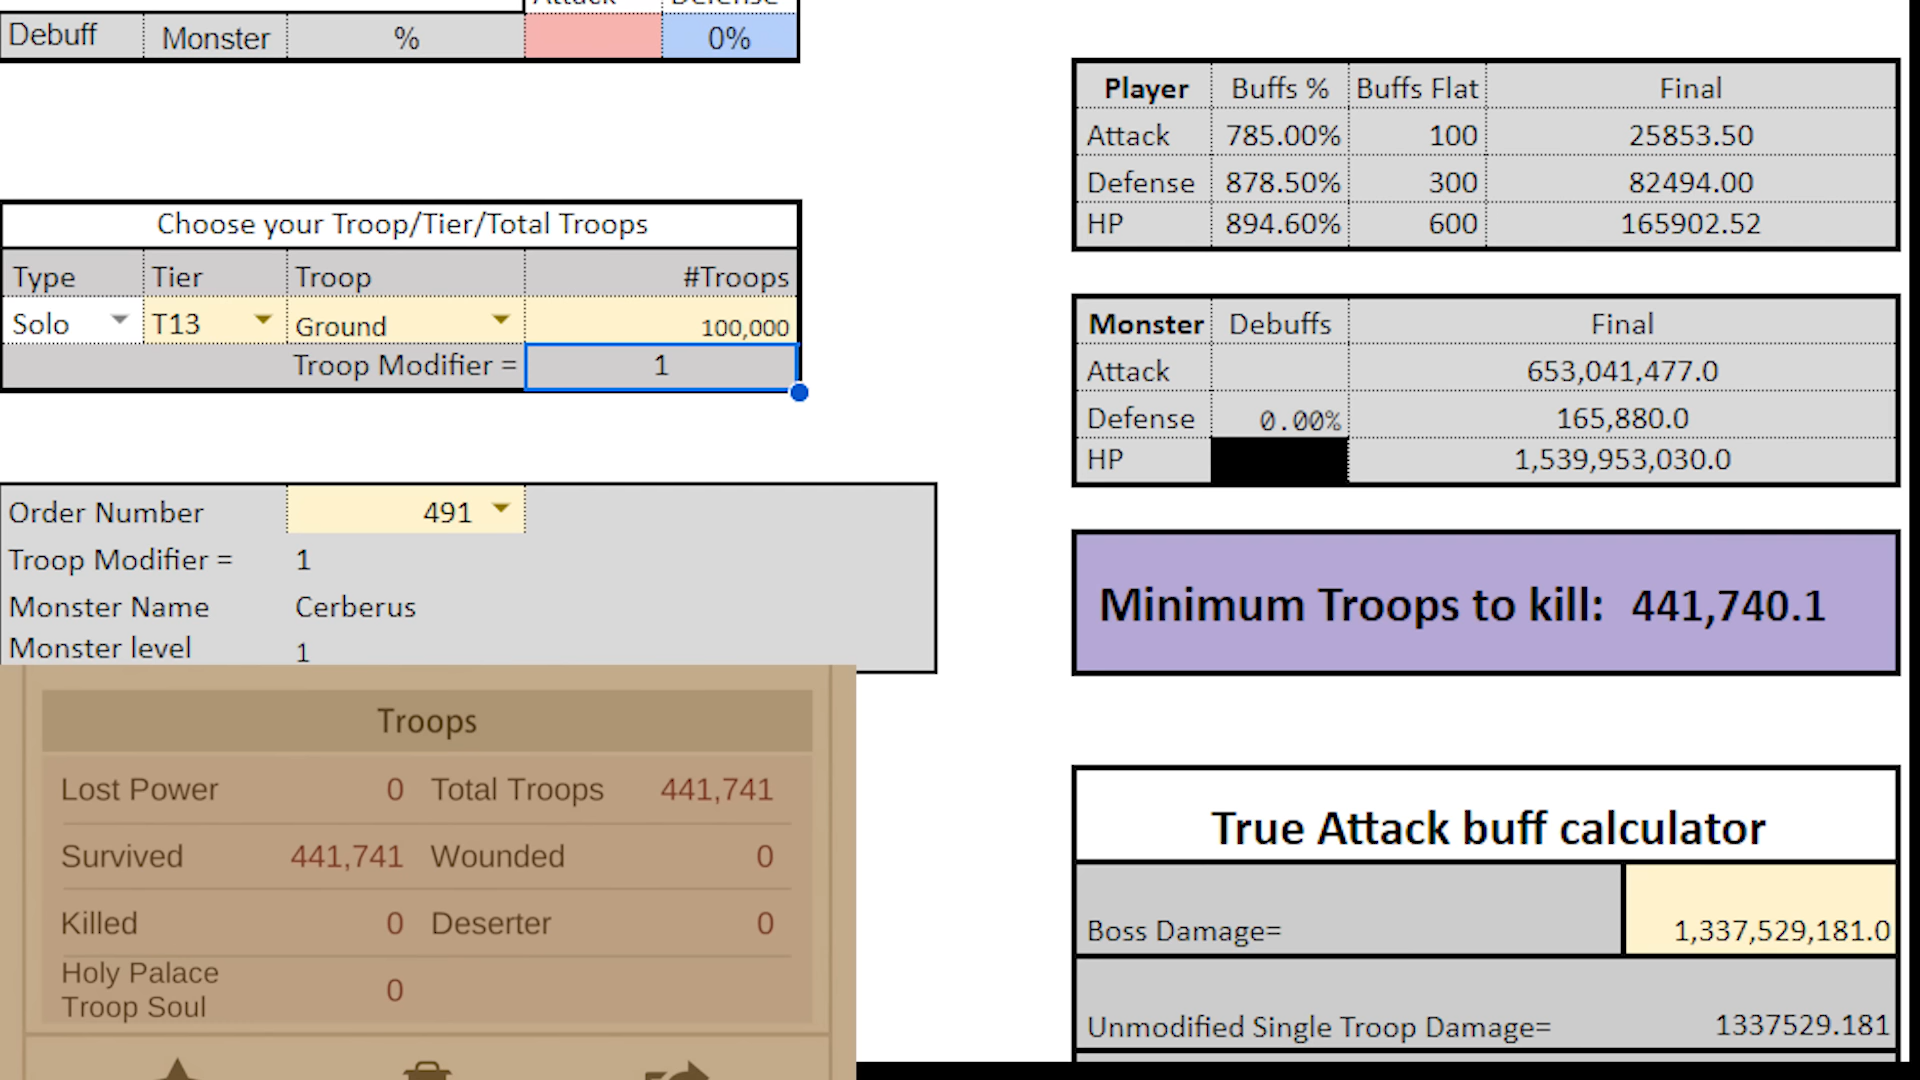 Attack Defense
Debuff Monster % 0%
Choose your Troop/Tier/Total Troops
Type Tier Troop #Troops
Solo T13 Ground 100,000
Troop Modifier = 1
Order Number 491
Troop Modifier = 1
Monster Name Cerberus
Monster level 1
Troops
Lost Power 0 Total Troops 441,741
Survived 441,741 Wounded 0
Killed 0 Deserter 0
Holy Palace
Troop Soul 0
Player Buffs % Buffs Flat Final
Attack 785.00% 100 25853.50
Defense 878.50% 300 82494.00
HP 894.60% 600 165902.52
Monster Debuffs Final
Attack 653,041,477.0
Defense 0.00% 165,880.0
HP 1,539,953,030.0
Minimum Troops to kill: 441,740.1
True Attack buff calculator
Boss Damage= 1,337,529,181.0
Unmodified Single Troop Damage= 1337529.181